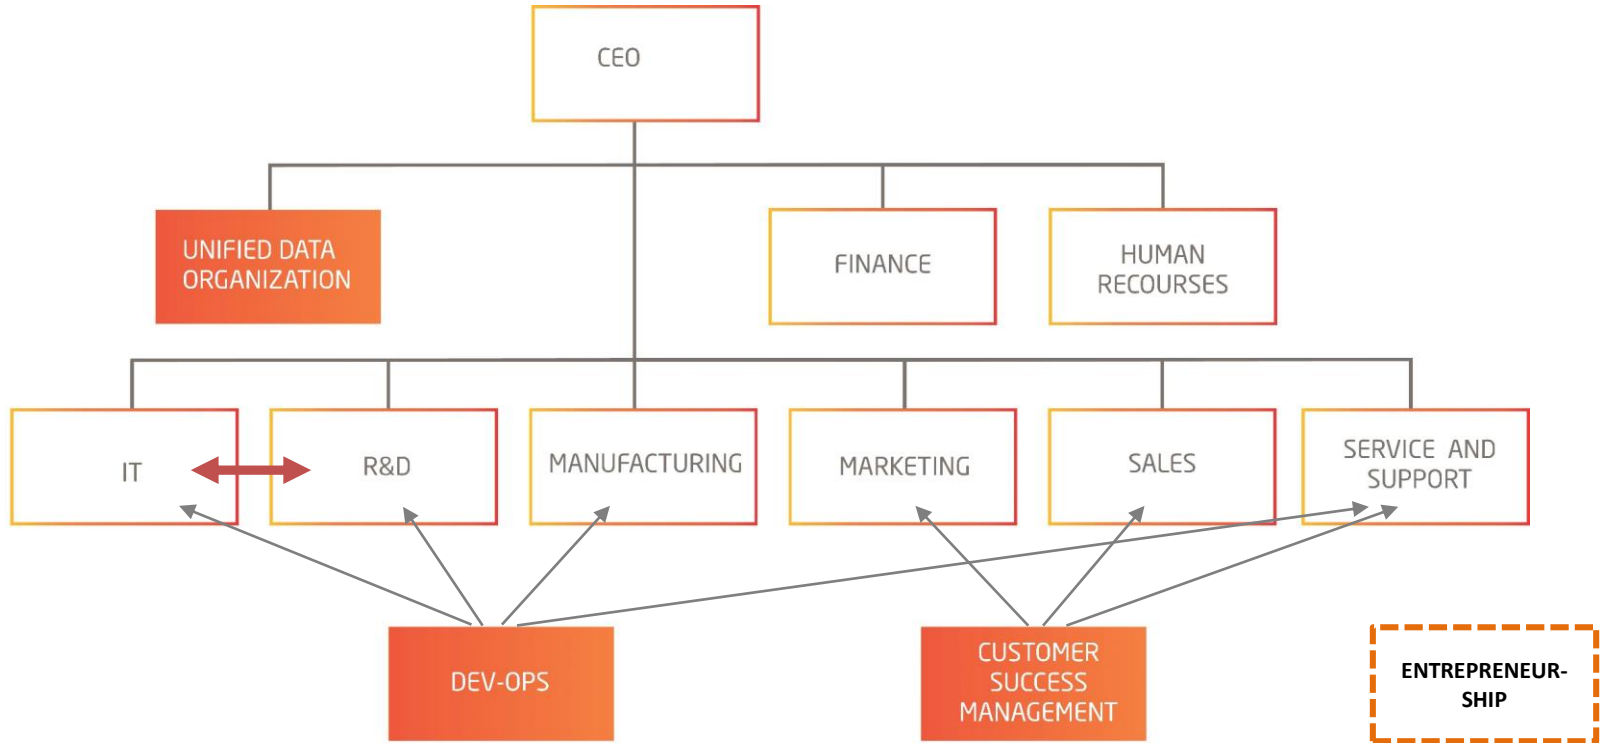 CEO
UNIFIED DATA
ORGANIZATION
FINANCE
HUMAN
RECOURSES
IT
R&D
MANUFACTURING
MARKETING
SALES
SERVICE AND
SUPPORT
DEV-OPS
CUSTOMER
SUCCESS
MANAGEMENT
ENTREPRENEUR-
SHIP